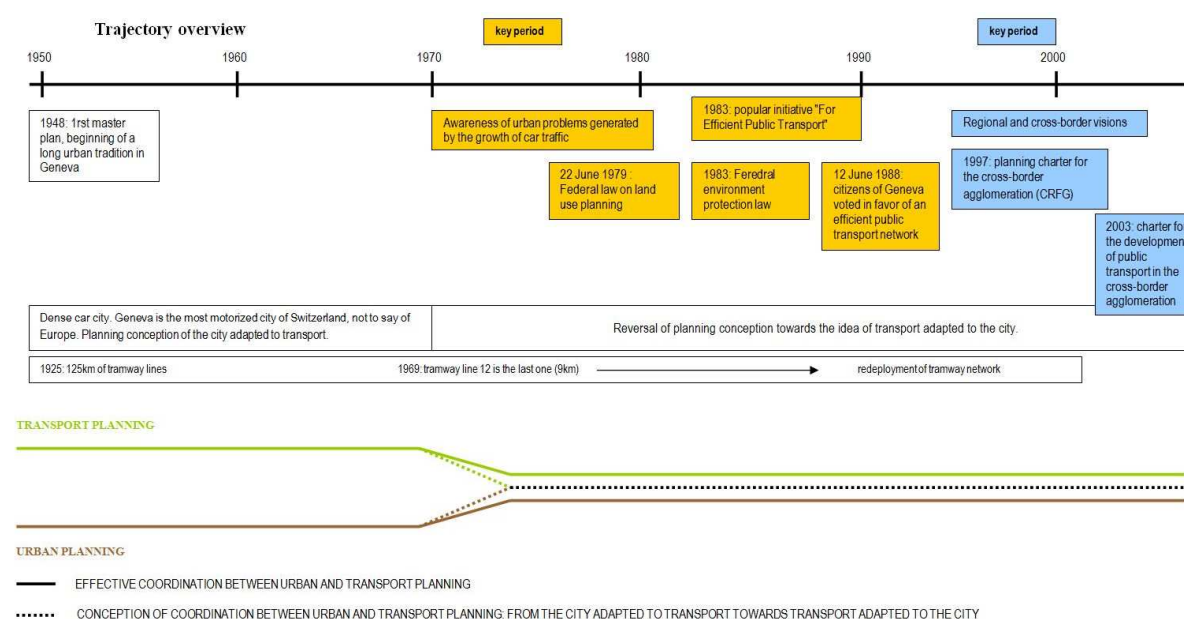 Trajectory overview
key period
key period
1950
1960
1970
1980
1990
2000
1948: 1rst master
plan, beginning of a
long urban tradition in
Geneva
Awareness of urban problems generated
by the growth of car traffic
1983: popular initiative "For
Efficient Public Transport"
Regional and cross-border visions
22 June 1979 :
Federal law on land
use planning
1983: Feredral
environment
protection law
12 June 1988:
citizens of Geneva
voted in favor of an
efficient public
transport network
1997: planning charter for
the cross-border
agglomeration (CRFG)
2003: charter for
the developmen
of public
transport in the
cross-border
agglomeration
Dense car city. Geneva is the most motorized city of Switzerland, not to say of
Europe. Planning conception of the city adapted to transport.
Reversal of planning conception towards the idea of transport adapted to the city.
1925: 125km of tramway lines
1969: tramway line 12 is the last one (9km)
redeployment of tramway network
TRANSPORT PLANNING
URBAN PLANNING
EFFECTIVE COORDINATION BETWEEN URBAN AND TRANSPORT PLANNING
CONCEPTION OF COORDINATION BETWEEN URBAN AND TRANSPORT PLANNING: FROM THE CITY ADAPTED TO TRANSPORT TOWARDS TRANSPORT ADAPTED TO THE CITY